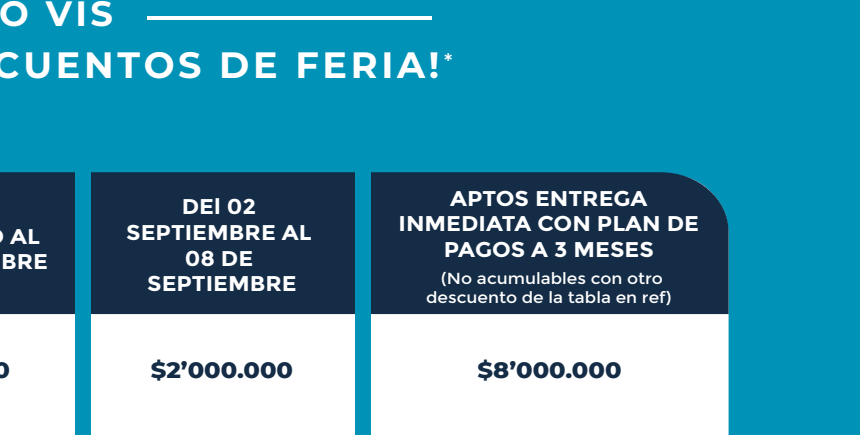 O VIS
CUENTOS DE FERIA!*
O AL
BRE
DEl 02
SEPTIEMBRE AL
08 DE
SEPTIEMBRE
APTOS ENTREGA
INMEDIATA CON PLAN DE
PAGOS A 3 MESES
(No acumulables con otro
descuento de la tabla en ref)
0
$2’000.000
$8’000.000